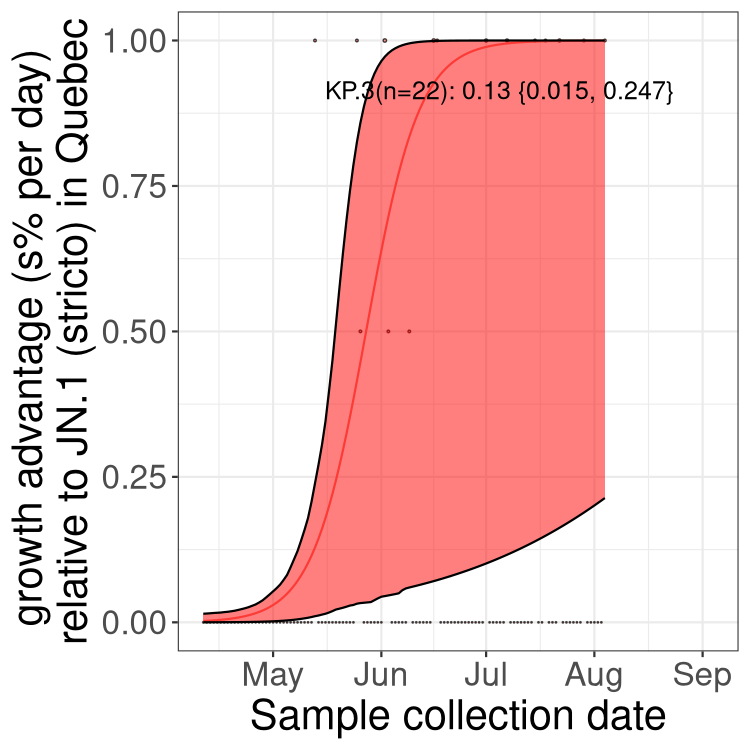 growth advantage (s% per day)
relative to JN.1 (stricto) in Quebec
1.00
0.75
0.50
0.25
0.00
KP.3(n=22): 0.13 {0.015, 0.247}
May Jun Jul Aug Sep
Sample collection date